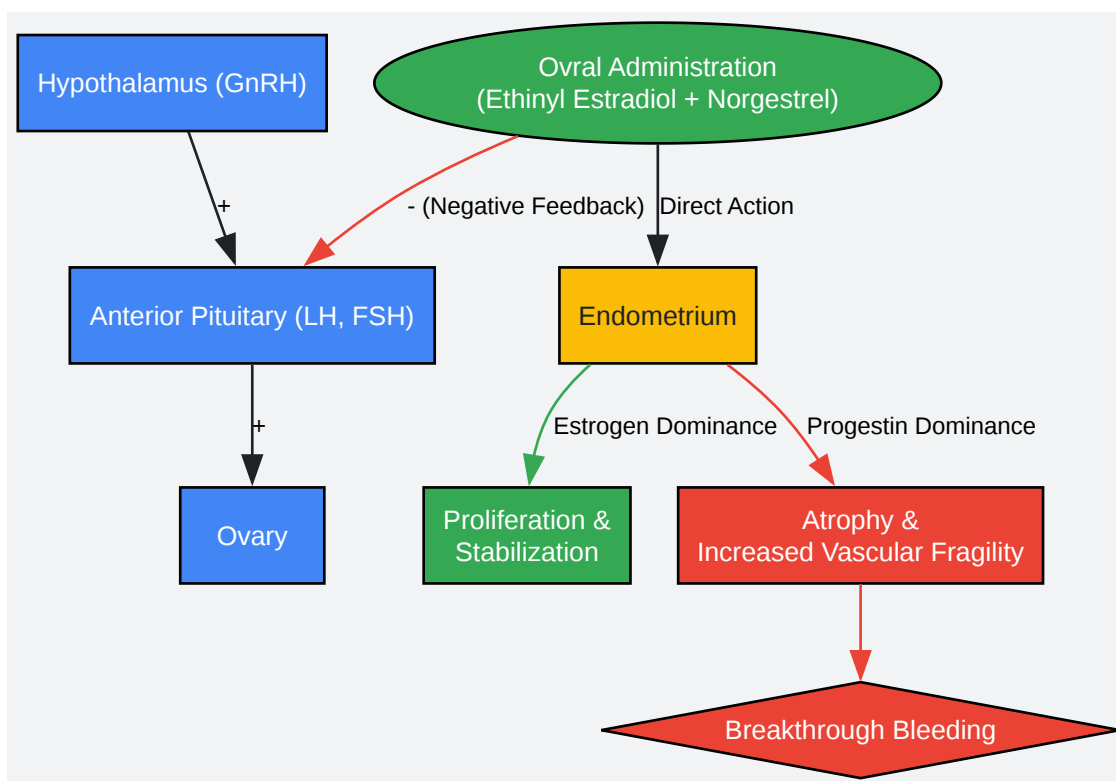 Hypothalamus (GnRH)
Ovral Administration
(Ethinyl Estradiol + Norgestrel)
+
- (Negative Feedback)
Direct Action
Anterior Pituitary (LH, FSH)
Endometrium
+
Estrogen Dominance
Progestin Dominance
Ovary
Proliferation &
Stabilization
Atrophy &
Increased Vascular Fragility
Breakthrough Bleeding